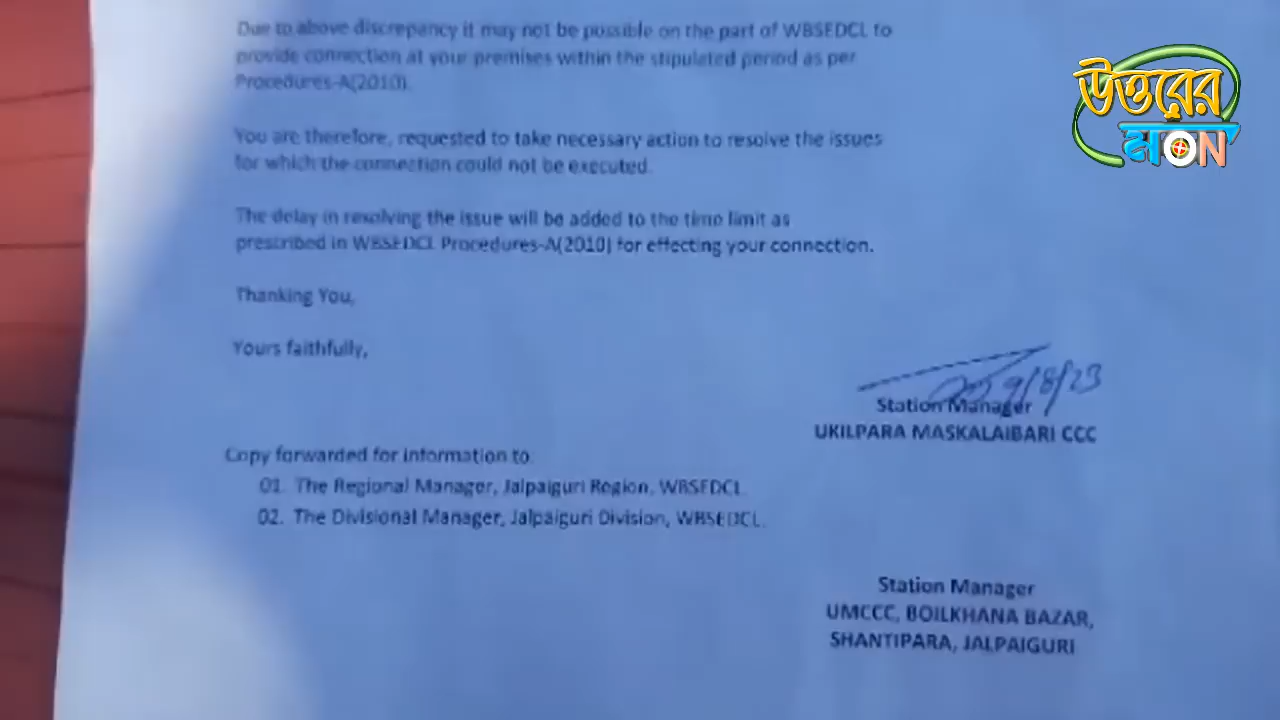 Due to above discrepancy it may not be possible on the part of WBSEDCL to
provide connection at your premises within the stipulated period as per
Procedures-A(2010).
You are therefore, requested to take necessary action to resolve the issues
for which the connection could not be executed.
The delay in resolving the issue will be added to the time limit as
prescribed in WBSEDCL Procedures-A(2010) for effecting your connection.
Thanking You,
Yours faithfully,
Station Manager
UKILPARA MASKALAIBARI CCC
Copy forwarded for information to:
01. The Regional Manager, Jalpaiguri Region, WBSEDCL.
02. The Divisional Manager, Jalpaiguri Division, WBSEDCL.
Station Manager
UMCCC, BOILKHANA BAZAR,
SHANTIPARA, JALPAIGURI
উত্তরের
মON